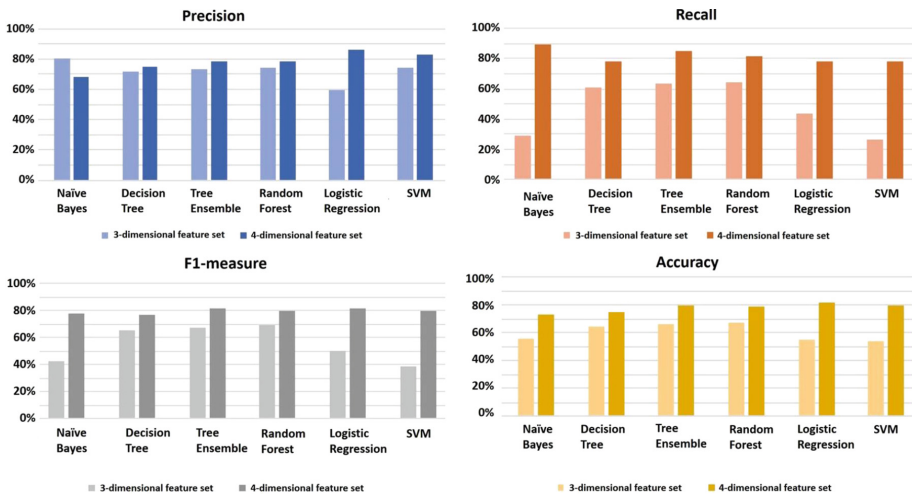 Precision
100%
80%
60%
40%
20%
0%
Naïve Decision Tree Random Logistic SVM
Bayes Tree Ensemble Forest Regression
3-dimensional feature set 4-dimensional feature set
Recall
100%
80%
60%
40%
20%
0%
Naïve Decision Tree Random Logistic SVM
Bayes Tree Ensemble Forest Regression
3-dimensional feature set 4-dimensional feature set
F1-measure
100%
80%
60%
40%
20%
0%
Naïve Decision Tree Random Logistic SVM
Bayes Tree Ensemble Forest Regression
3-dimensional feature set 4-dimensional feature set
Accuracy
100%
80%
60%
40%
20%
0%
Naïve Decision Tree Random Logistic SVM
Bayes Tree Ensemble Forest Regression
3-dimensional feature set 4-dimensional feature set